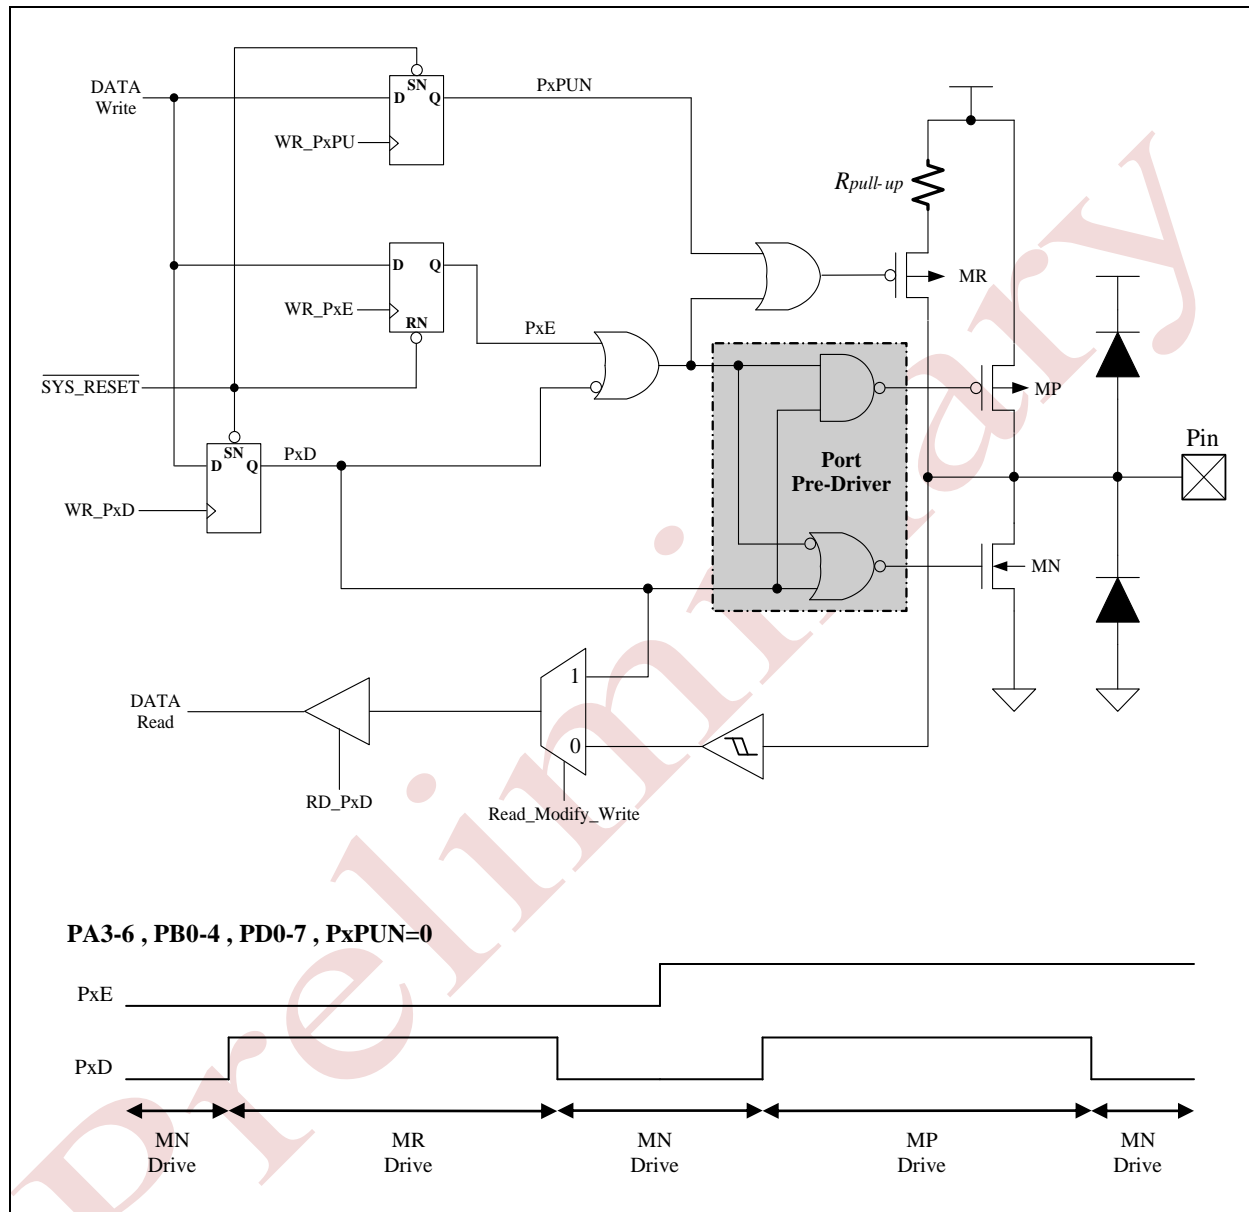 DATA
Write
D
SN
Q
PxPUN
WR_PxPU
Rpull-up
D
Q
MR
WR_PxE
RN
PxE
SYS_RESET
MP
D
SN
Q
PxD
Port
Pre-Driver
Pin
WR_PxD
MN
1
DATA
Read
0
RD_PxD
Read_Modify_Write
PA3-6 , PB0-4 , PD0-7 , PxPUN=0
PxE
PxD
MN
Drive
MR
Drive
MN
Drive
MP
Drive
MN
Drive
Preliminary